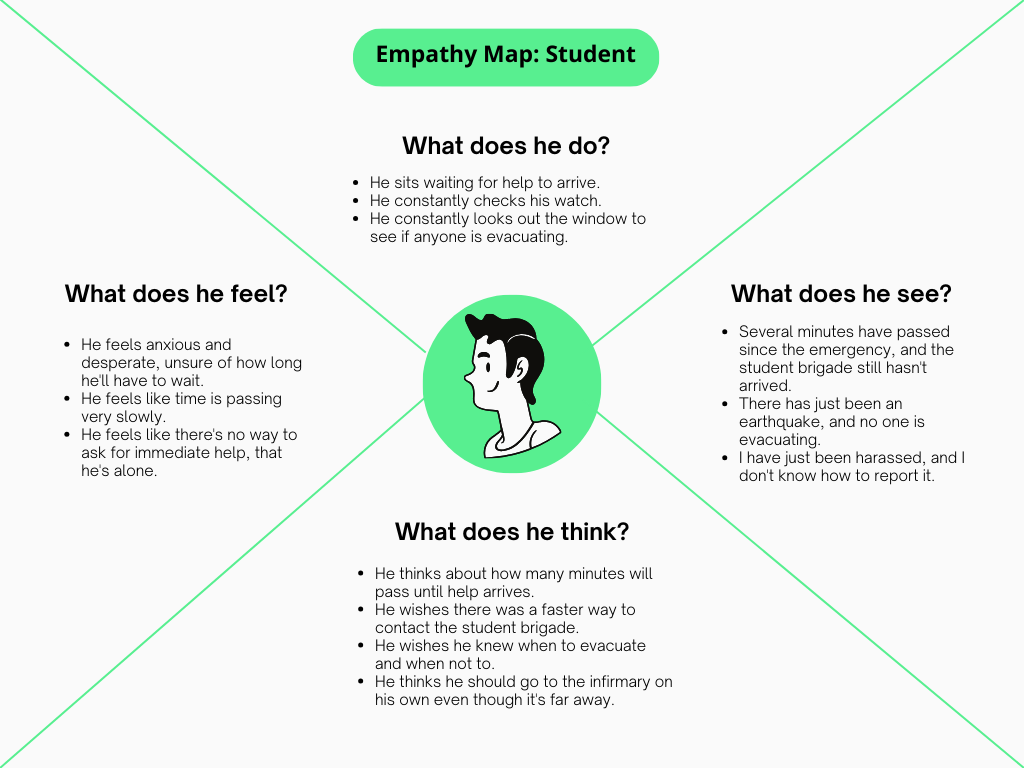 Empathy Map: Student
What does he do?
• He sits waiting for help to arrive.
• He constantly checks his watch.
• He constantly looks out the window to
see if anyone is evacuating.
What does he feel?
• He feels anxious and
desperate, unsure of how long
he'll have to wait.
• He feels like time is passing
very slowly.
• He feels like there's no way to
ask for immediate help, that
he's alone.
What does he see?
• Several minutes have passed
since the emergency, and the
student brigade still hasn't
arrived.
• There has just been an
earthquake, and no one is
evacuating.
• I have just been harassed, and I
don't know how to report it.
What does he think?
• He thinks about how many minutes will
pass until help arrives.
• He wishes there was a faster way to
contact the student brigade.
• He wishes he knew when to evacuate
and when not to.
• He thinks he should go to the infirmary on
his own even though it's far away.